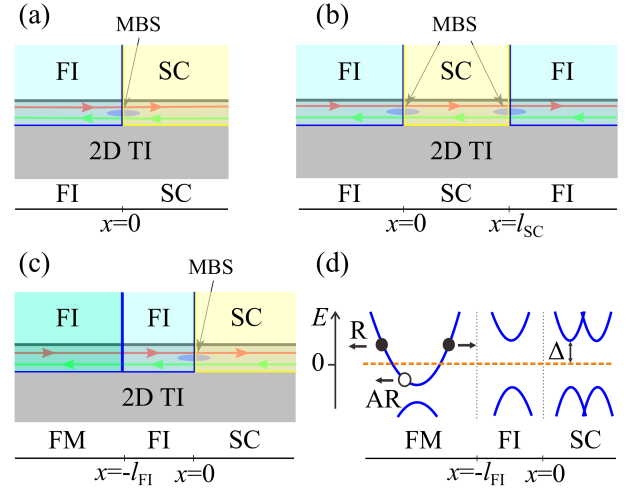 (a)
MBS
FI SC
2D TI
FI SC
x=0
(b)
MBS
FI SC FI
2D TI
FI SC FI
x=0 x=lSC
(c)
MBS
FI FI SC
2D TI
FM FI SC
x=-lFI x=0
(d)
E
R
0 Δ
AR
FM FI SC
x=-lFI x=0